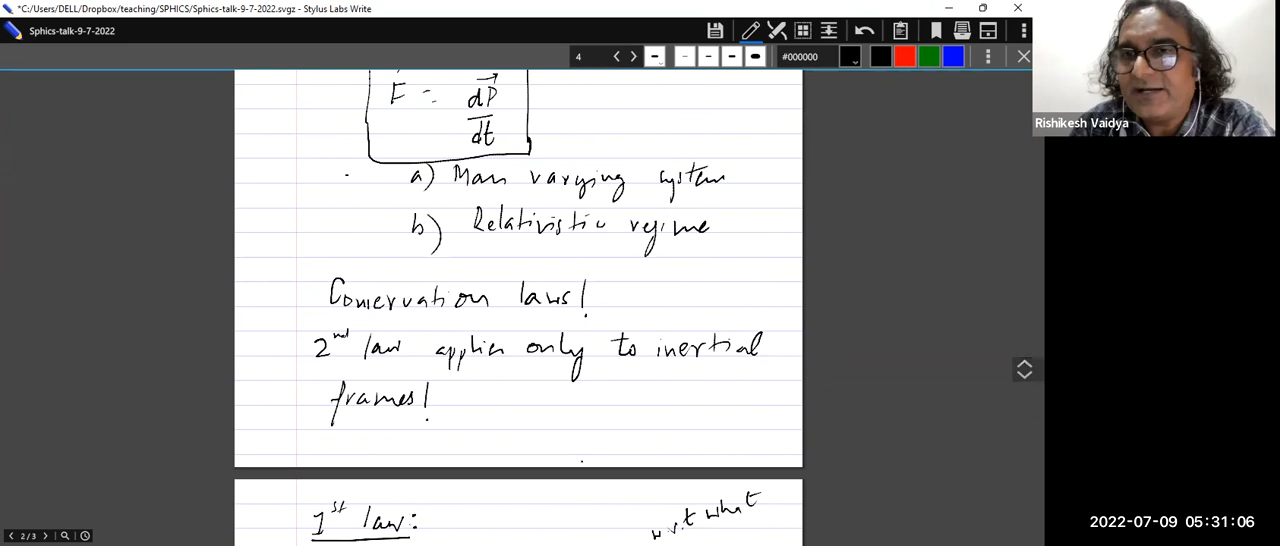 *C:/Users/DELL/Dropbox/teaching/SPHICS/Sphics-talk-9-7-2022.svgz - Stylus Labs Write
Sphics-talk-9-7-2022
4
#000000
Rishikesh Vaidya
F = dP/dt
a) Mass varying system
b) Relativistic regime
Conservation laws!
2nd law applies only to inertial
frames!
1st law:
w.r.t what
2/3
2022-07-09 05:31:06